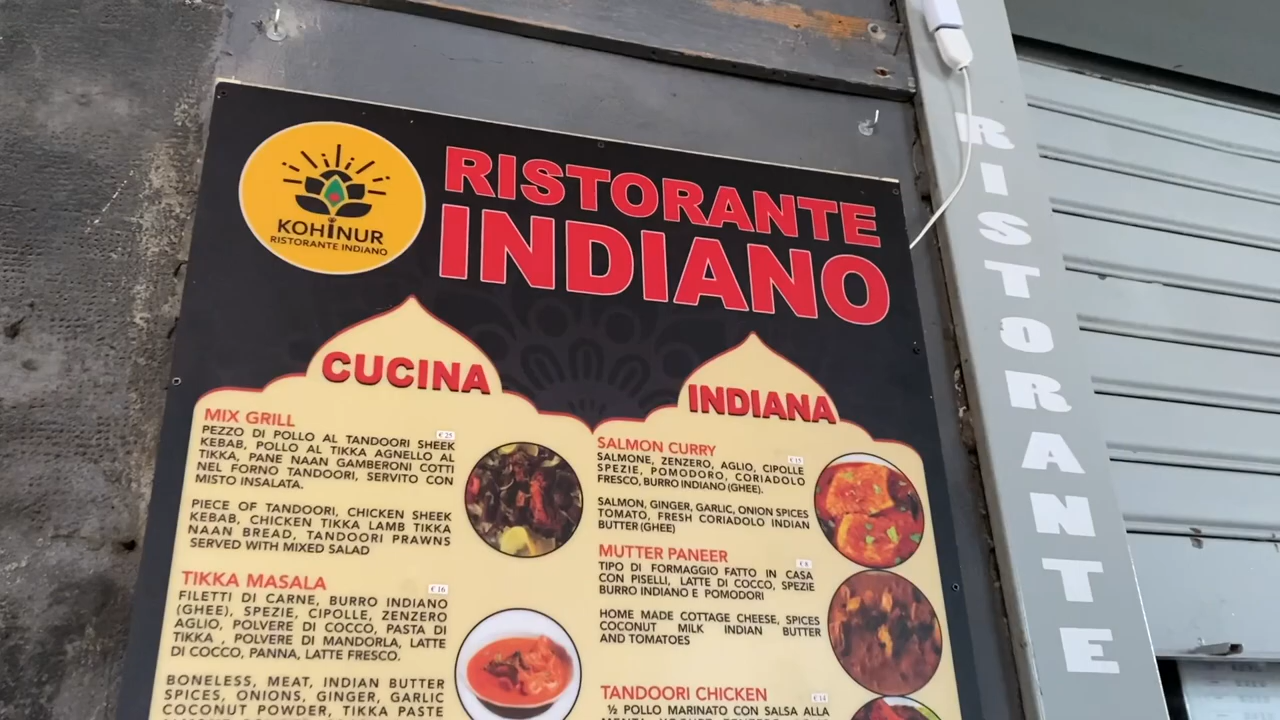 KOHINUR
RISTORANTE INDIANO
RISTORANTE
INDIANO
CUCINA
MIX GRILL
€ 25
PEZZO DI POLLO AL TANDOORI SHEEK
KEBAB, POLLO AL TIKKA AGNELLO AL
TIKKA, PANE NAAN GAMBERONI COTTI
NEL FORNO TANDOORI, SERVITO CON
MISTO INSALATA.
PIECE OF TANDOORI, CHICKEN SHEEK
KEBAB, CHICKEN TIKKA LAMB TIKKA
NAAN BREAD, TANDOORI PRAWNS
SERVED WITH MIXED SALAD
TIKKA MASALA
€ 16
FILETTI DI CARNE, BURRO INDIANO
(GHEE), SPEZIE, CIPOLLE, ZENZERO
AGLIO, POLVERE DI COCCO, PASTA DI
TIKKA , POLVERE DI MANDORLA, LATTE
DI COCCO, PANNA, LATTE FRESCO.
BONELESS, MEAT, INDIAN BUTTER
SPICES, ONIONS, GINGER, GARLIC
COCONUT POWDER, TIKKA PASTE
INDIANA
SALMON CURRY
€ 15
SALMONE, ZENZERO, AGLIO, CIPOLLE
SPEZIE, POMODORO, CORIADOLO
FRESCO, BURRO INDIANO (GHEE).
SALMON, GINGER, GARLIC, ONION SPICES
TOMATO, FRESH CORIADOLO INDIAN
BUTTER (GHEE)
MUTTER PANEER
€ 8
TIPO DI FORMAGGIO FATTO IN CASA
CON PISELLI, LATTE DI COCCO, SPEZIE
BURRO INDIANO E POMODORI
HOME MADE COTTAGE CHEESE, SPICES
COCONUT MILK INDIAN BUTTER
AND TOMATOES
TANDOORI CHICKEN
€ 14
½ POLLO MARINATO CON SALSA ALLA
RISTORANTE